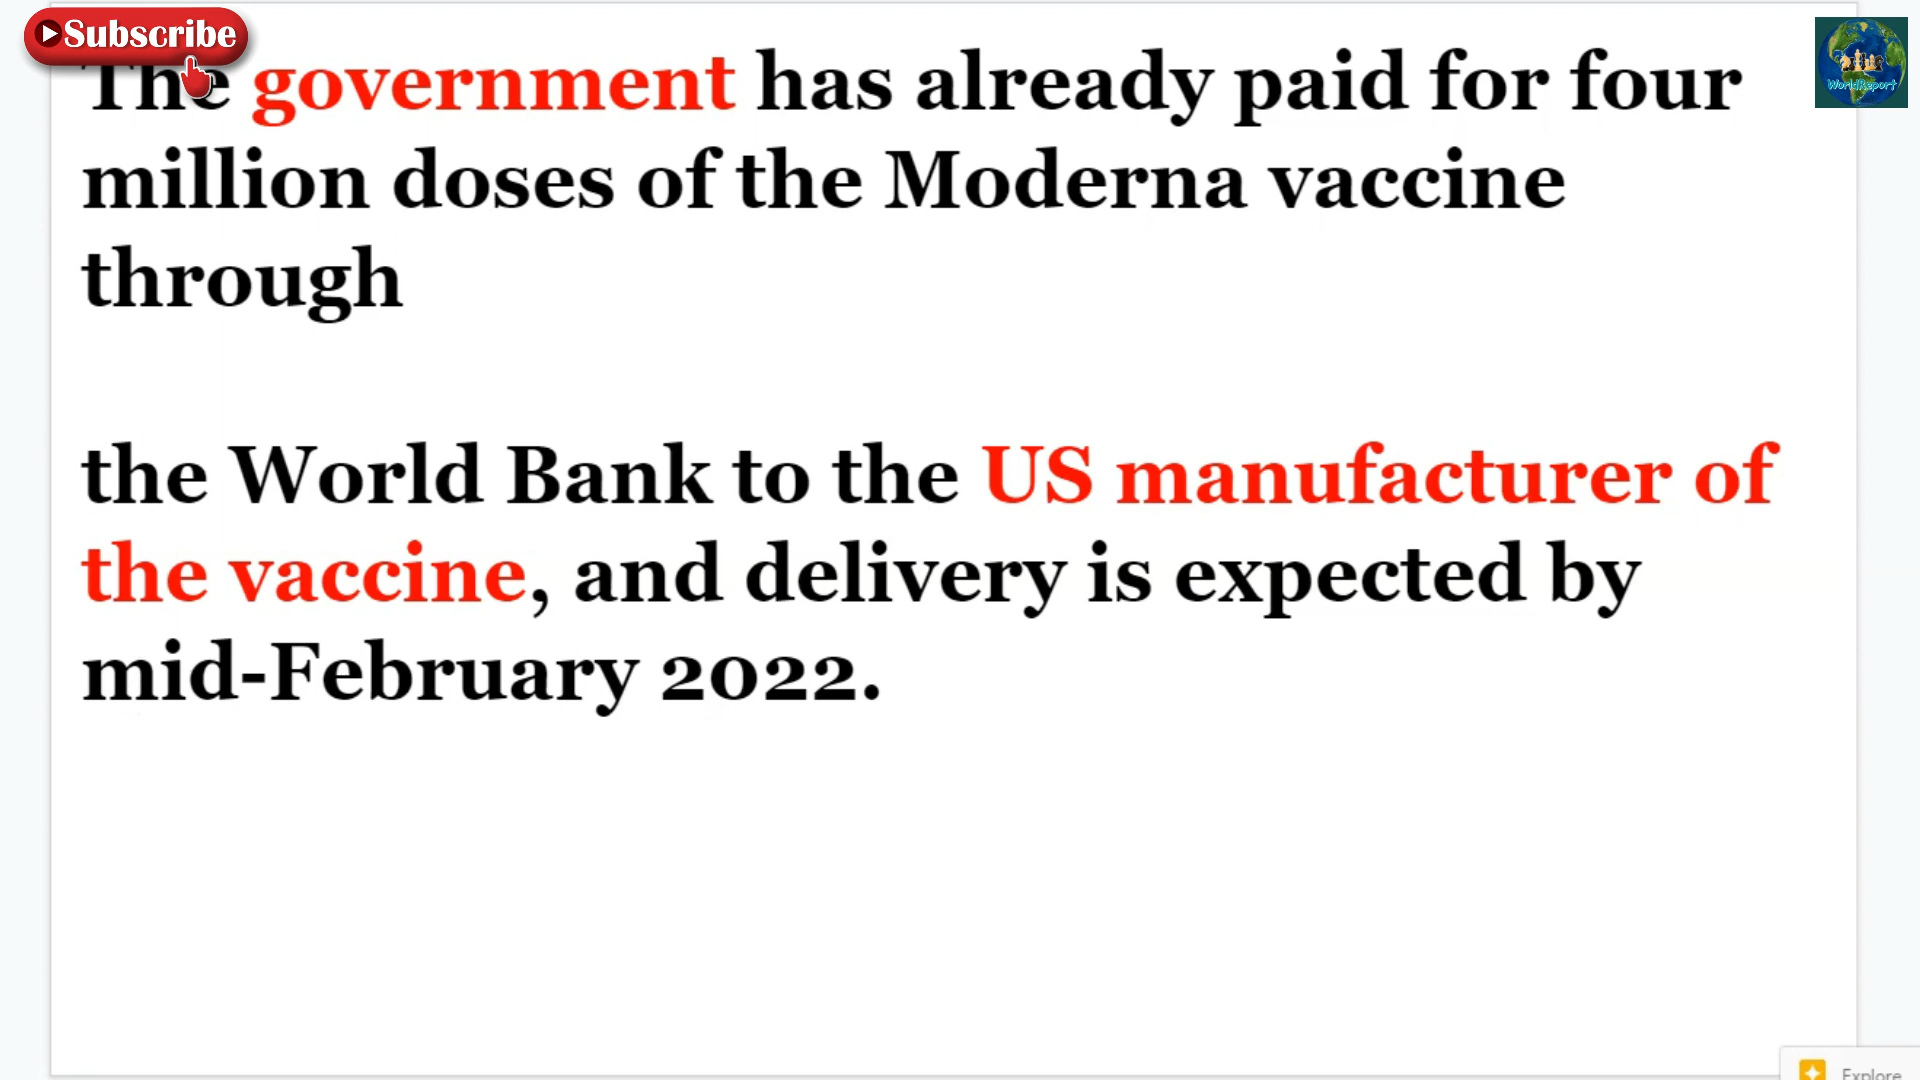 Subscribe
The government has already paid for four
million doses of the Moderna vaccine
through
the World Bank to the US manufacturer of
the vaccine, and delivery is expected by
mid-February 2022.
WorldReport
Explore